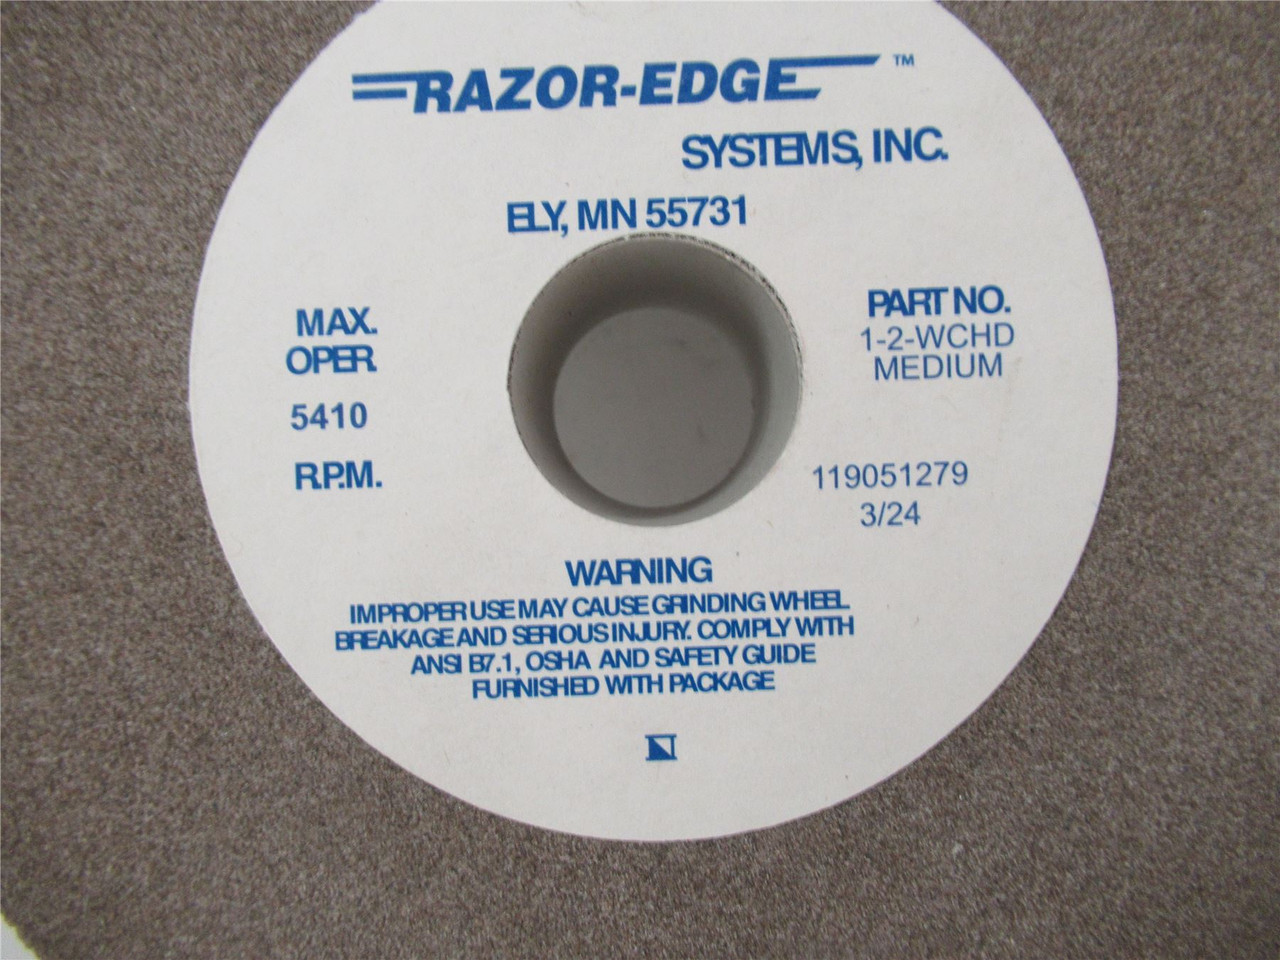 RAZOR-EDGE ™
SYSTEMS, INC.
ELY, MN 55731
MAX.
OPER.
5410
R.P.M.
PART NO.
1-2-WCHD
MEDIUM
119051279
3/24
WARNING
IMPROPER USE MAY CAUSE GRINDING WHEEL
BREAKAGE AND SERIOUS INJURY. COMPLY WITH
ANSI B7.1, OSHA AND SAFETY GUIDE
FURNISHED WITH PACKAGE